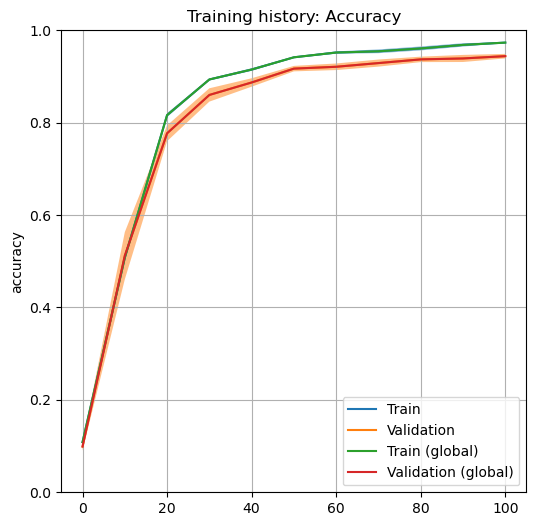 Training history: Accuracy
1.0
0.8
0.6
0.4
0.2
0.0
accuracy
0 20 40 60 80 100
Train
Validation
Train (global)
Validation (global)